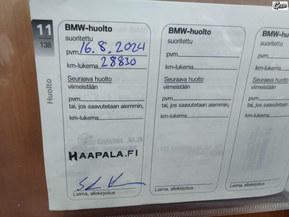 11
138
Huolto
BMW-huolto
suoritettu
pvm 16.8.2024
km-lukema 28830
Seuraava huolto
viimeistään
pvm
tai, jos saavutetaan aiemmin,
km-lukema
HAAPALA.FI
Leima, allekirjoitus
BMW-huolto
suoritettu
pvm
km-lukema
Seuraava huolto
viimeistään
pvm
tai, jos saavutetaan aiemmin,
km-lukema
Leima, allekirjoitus
BMW-huolto
suoritettu
pvm
km-lukema
Seuraava
viimeistään
pvm
tai, jos saa
km-lukema
Leima, allekirjoitus